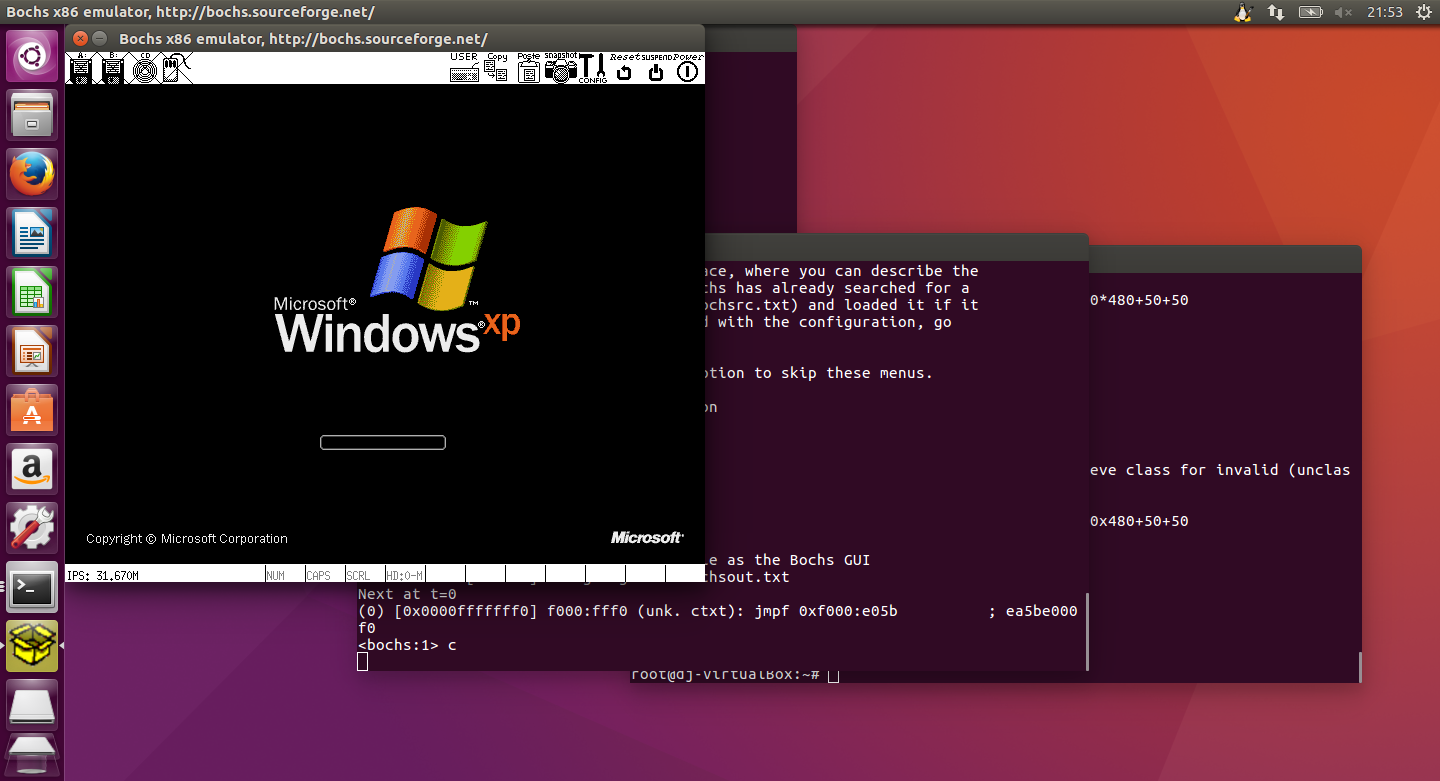 Bochs x86 emulator, http://bochs.sourceforge.net/
21:53
Bochs x86 emulator, http://bochs.sourceforge.net/
A: B: CD USER Copy Paste snapshot CONFIG Reset SUSPEND Power
Microsoft®
Windows® xp ™
Copyright © Microsoft Corporation
Microsoft®
IPS: 31.670M NUM CAPS SCRL HD:0-M
ace, where you can describe the
chs has already searched for a
ochsrc.txt) and loaded it if it
d with the configuration, go
ption to skip these menus.
on
le as the Bochs GUI
chsout.txt
Next at t=0
(0) [0x0000fffffff0] f000:fff0 (unk. ctxt): jmpf 0xf000:e05b ; ea5be000
f0
<bochs:1> c
0*480+50+50
eve class for invalid (unclas
0x480+50+50
root@dj-VirtualBox:~#